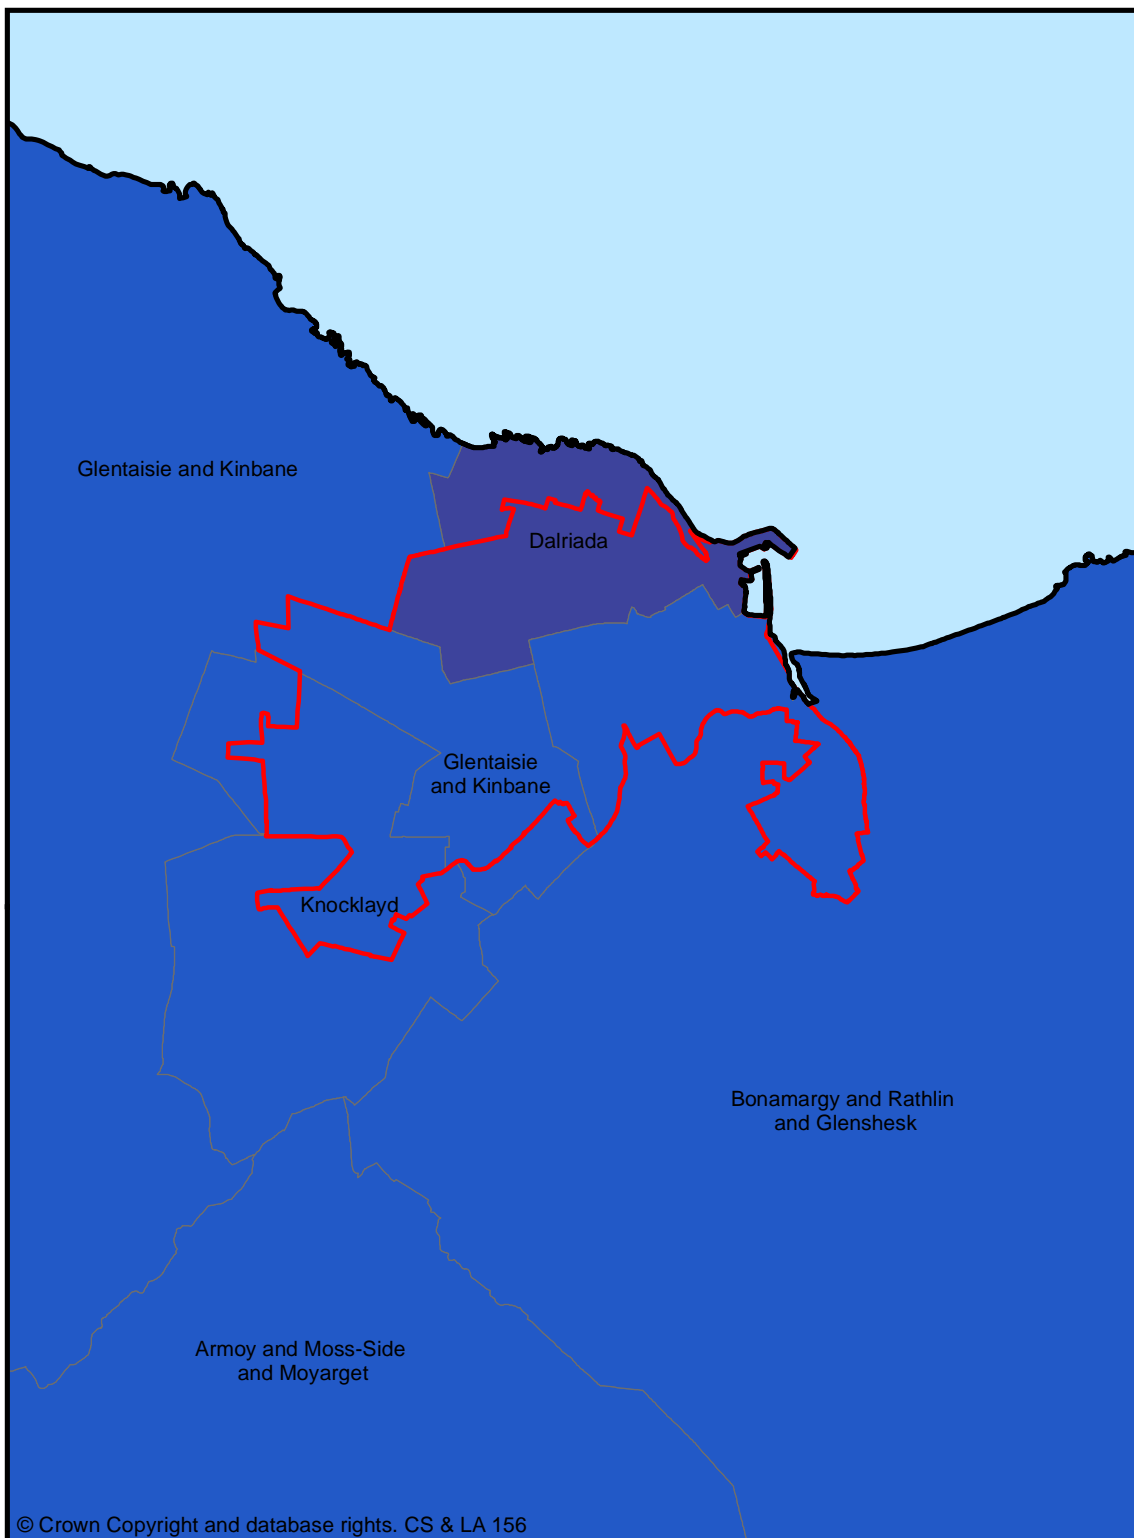 Glentaisie and Kinbane
Dalriada
Glentaisie
and Kinbane
Knocklayd
Bonamargy and Rathlin
and Glenshesk
Armoy and Moss-Side
and Moyarget
© Crown Copyright and database rights. CS & LA 156